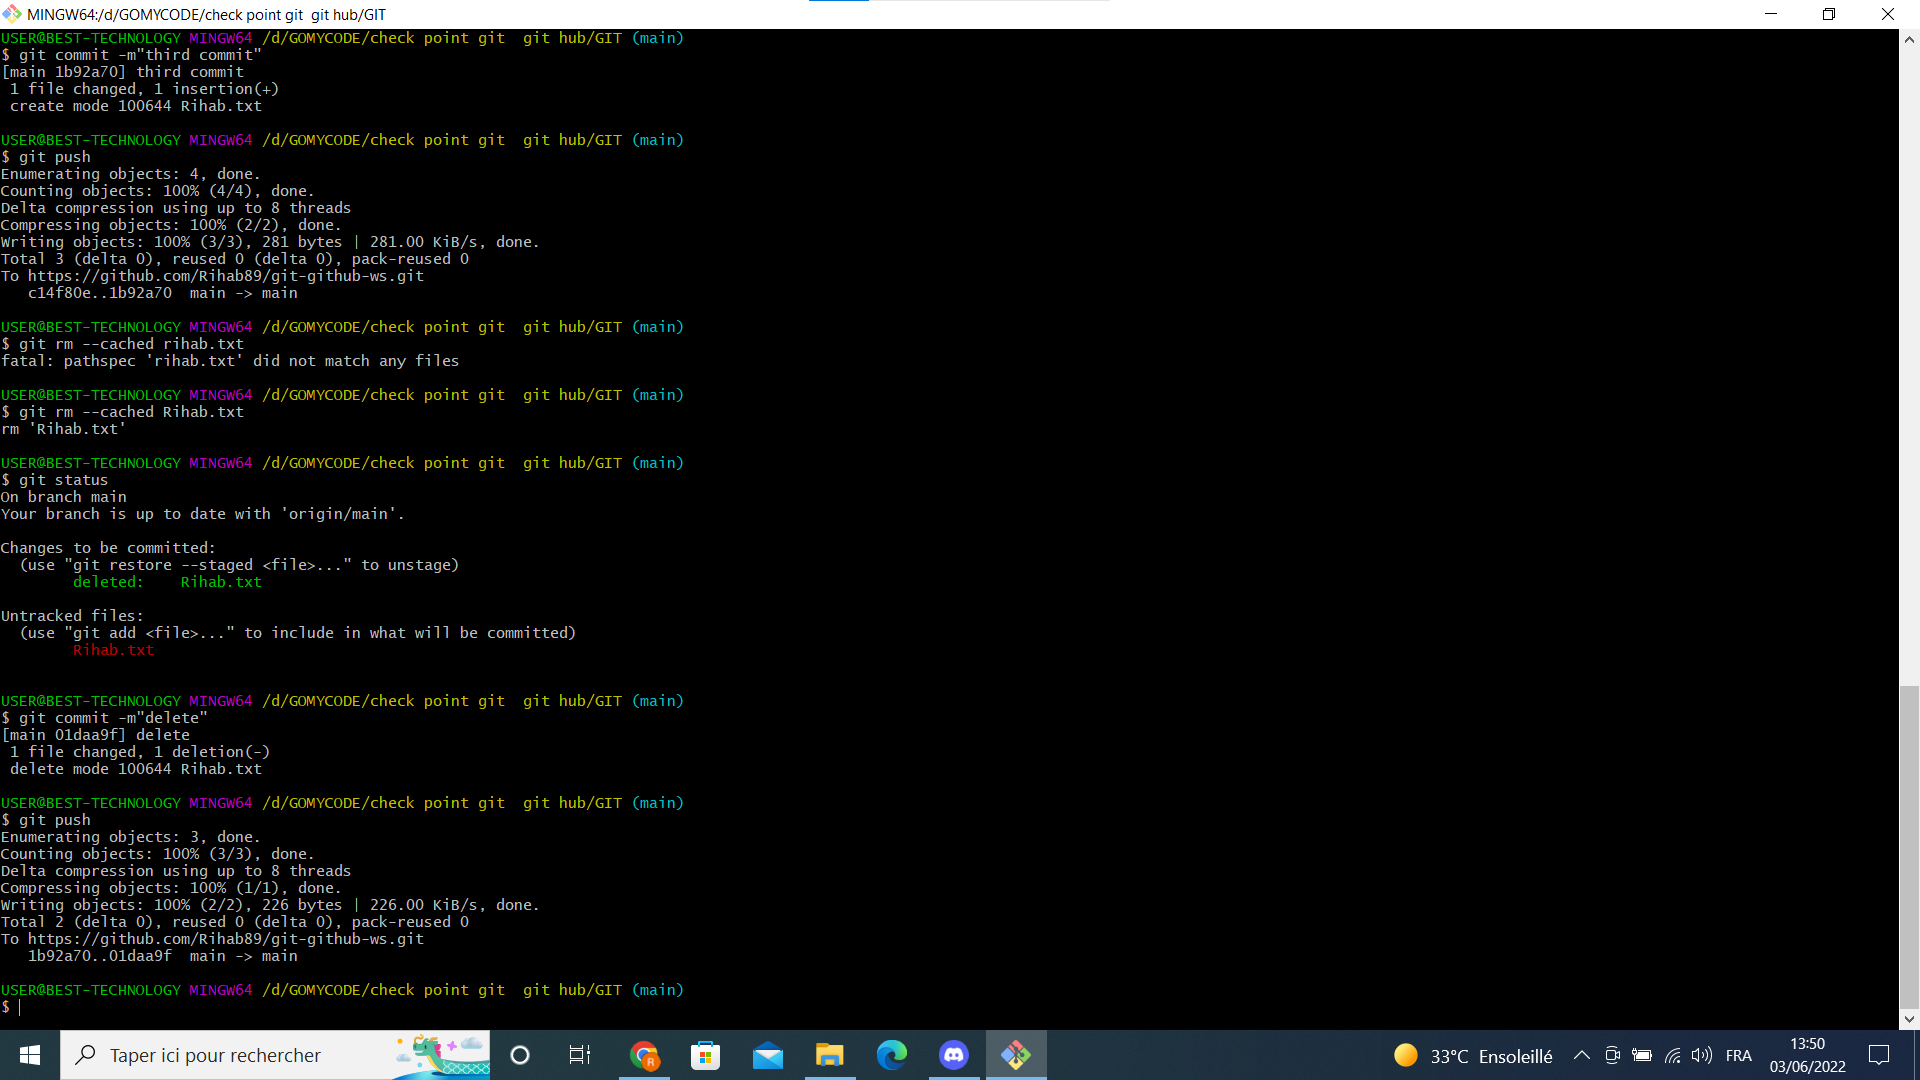 MINGW64:/d/GOMYCODE/check point git  git hub/GIT
USER@BEST-TECHNOLOGY MINGW64 /d/GOMYCODE/check point git  git hub/GIT (main)
$ git commit -m"third commit"
[main 1b92a70] third commit
 1 file changed, 1 insertion(+)
 create mode 100644 Rihab.txt

USER@BEST-TECHNOLOGY MINGW64 /d/GOMYCODE/check point git  git hub/GIT (main)
$ git push
Enumerating objects: 4, done.
Counting objects: 100% (4/4), done.
Delta compression using up to 8 threads
Compressing objects: 100% (2/2), done.
Writing objects: 100% (3/3), 281 bytes | 281.00 KiB/s, done.
Total 3 (delta 0), reused 0 (delta 0), pack-reused 0
To https://github.com/Rihab89/git-github-ws.git
   c14f80e..1b92a70  main -> main

USER@BEST-TECHNOLOGY MINGW64 /d/GOMYCODE/check point git  git hub/GIT (main)
$ git rm --cached rihab.txt
fatal: pathspec 'rihab.txt' did not match any files

USER@BEST-TECHNOLOGY MINGW64 /d/GOMYCODE/check point git  git hub/GIT (main)
$ git rm --cached Rihab.txt
rm 'Rihab.txt'

USER@BEST-TECHNOLOGY MINGW64 /d/GOMYCODE/check point git  git hub/GIT (main)
$ git status
On branch main
Your branch is up to date with 'origin/main'.

Changes to be committed:
  (use "git restore --staged <file>..." to unstage)
        deleted:    Rihab.txt

Untracked files:
  (use "git add <file>..." to include in what will be committed)
        Rihab.txt

USER@BEST-TECHNOLOGY MINGW64 /d/GOMYCODE/check point git  git hub/GIT (main)
$ git commit -m"delete"
[main 01daa9f] delete
 1 file changed, 1 deletion(-)
 delete mode 100644 Rihab.txt

USER@BEST-TECHNOLOGY MINGW64 /d/GOMYCODE/check point git  git hub/GIT (main)
$ git push
Enumerating objects: 3, done.
Counting objects: 100% (3/3), done.
Delta compression using up to 8 threads
Compressing objects: 100% (1/1), done.
Writing objects: 100% (2/2), 226 bytes | 226.00 KiB/s, done.
Total 2 (delta 0), reused 0 (delta 0), pack-reused 0
To https://github.com/Rihab89/git-github-ws.git
   1b92a70..01daa9f  main -> main

USER@BEST-TECHNOLOGY MINGW64 /d/GOMYCODE/check point git  git hub/GIT (main)
$
Taper ici pour rechercher
R
33°C Ensoleillé
FRA
13:50
03/06/2022